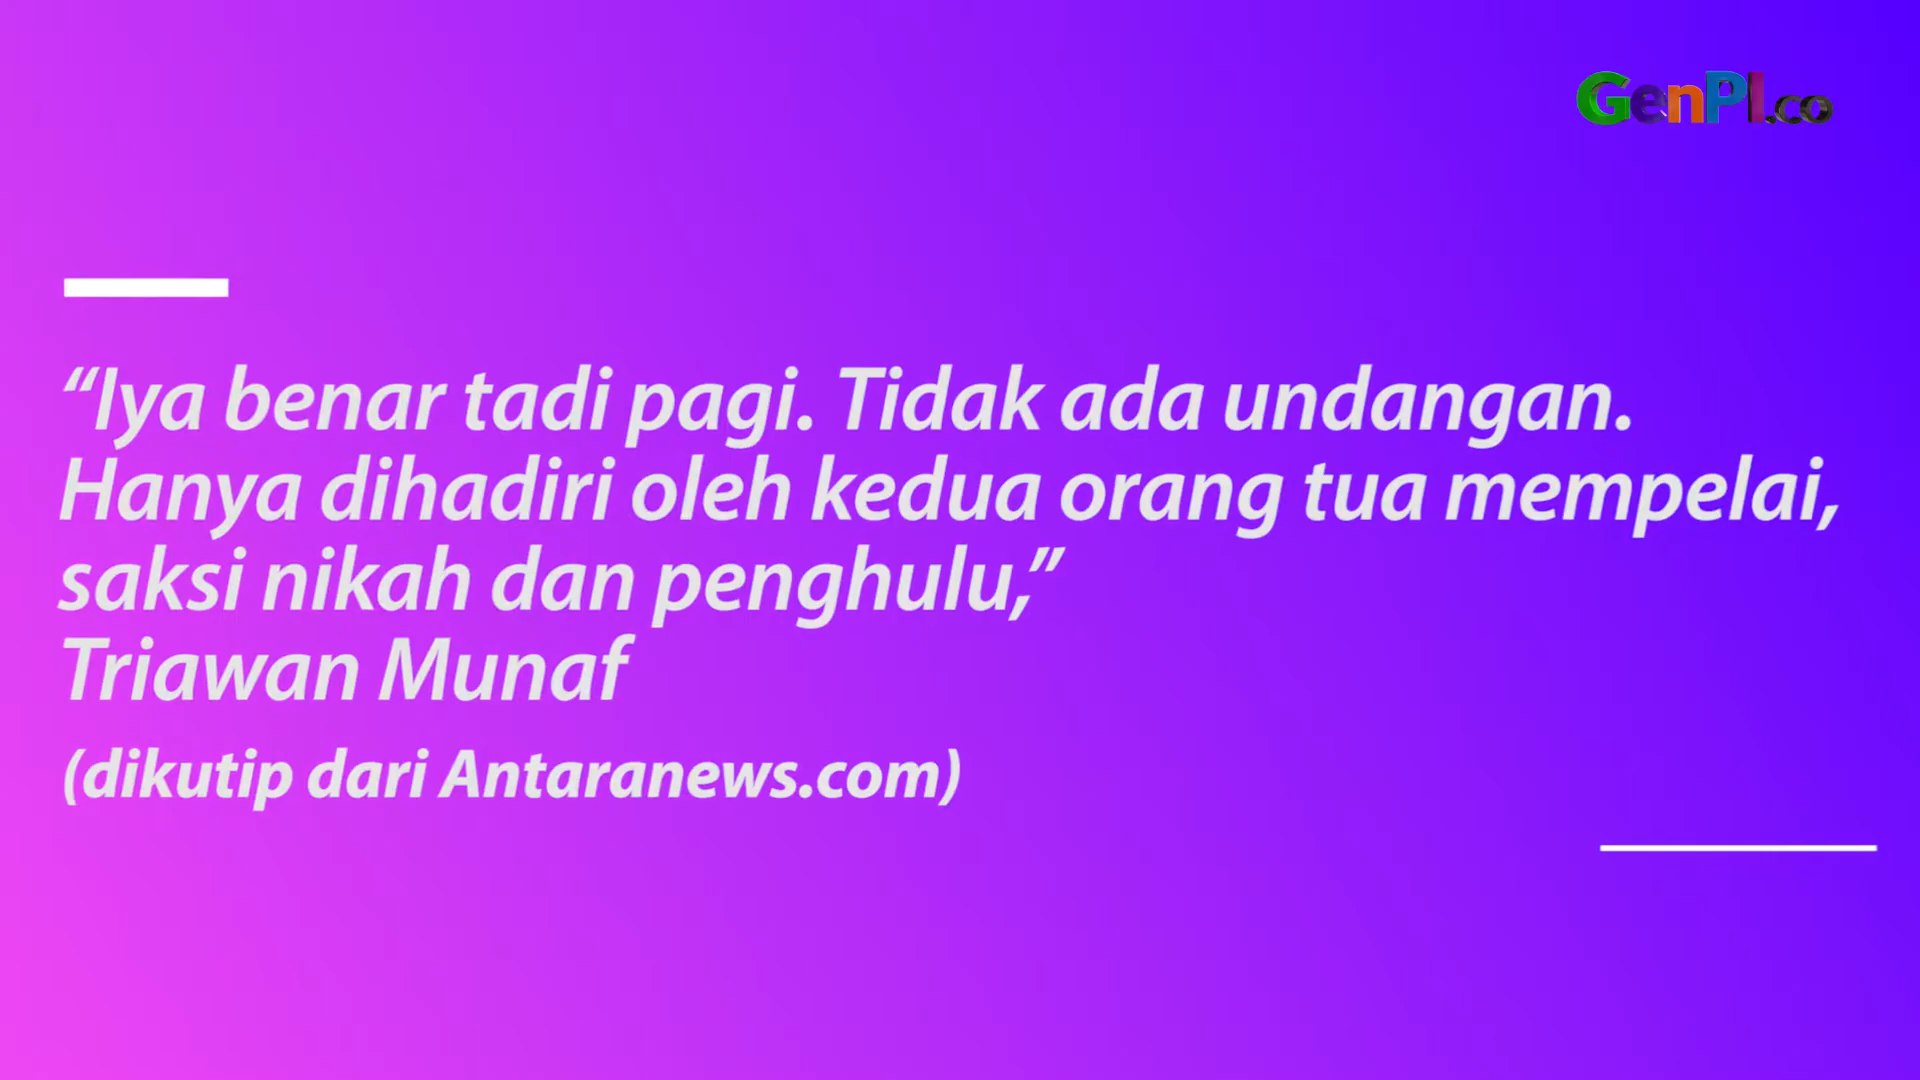 GenPI.co
“Iya benar tadi pagi. Tidak ada undangan.
Hanya dihadiri oleh kedua orang tua mempelai,
saksi nikah dan penghulu,”
Triawan Munaf
(dikutip dari Antaranews.com)